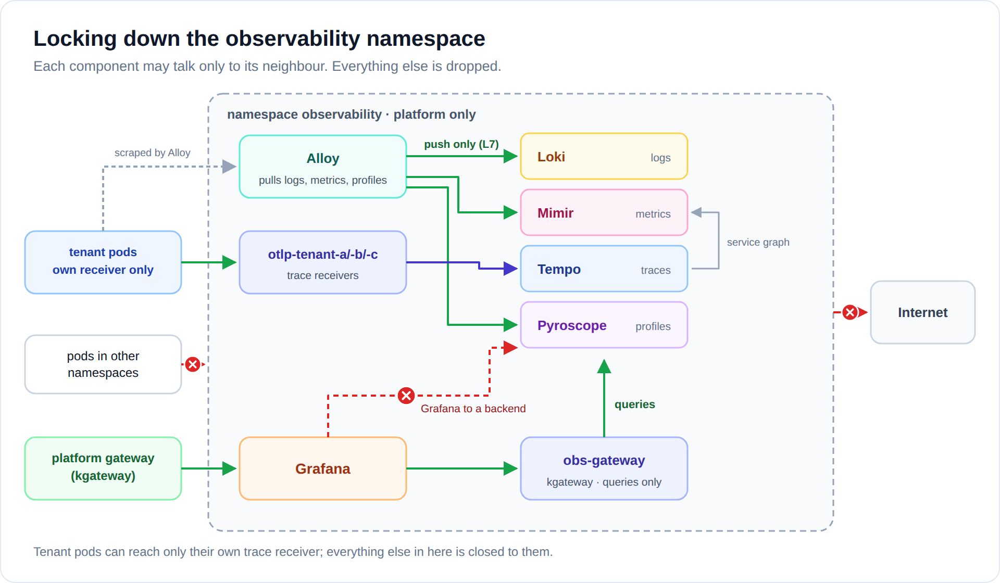 Locking down the observability namespace
Each component may talk only to its neighbour. Everything else is dropped.
namespace observability · platform only
scraped by Alloy
Alloy
pulls logs, metrics, profiles
push only (L7)
Loki
logs
Mimir
metrics
service graph
tenant pods
own receiver only
otlp-tenant-a/-b/-c
trace receivers
Tempo
traces
Pyroscope
profiles
Internet
pods in other
namespaces
Grafana to a backend
queries
platform gateway
(kgateway)
Grafana
obs-gateway
kgateway · queries only
Tenant pods can reach only their own trace receiver; everything else in here is closed to them.